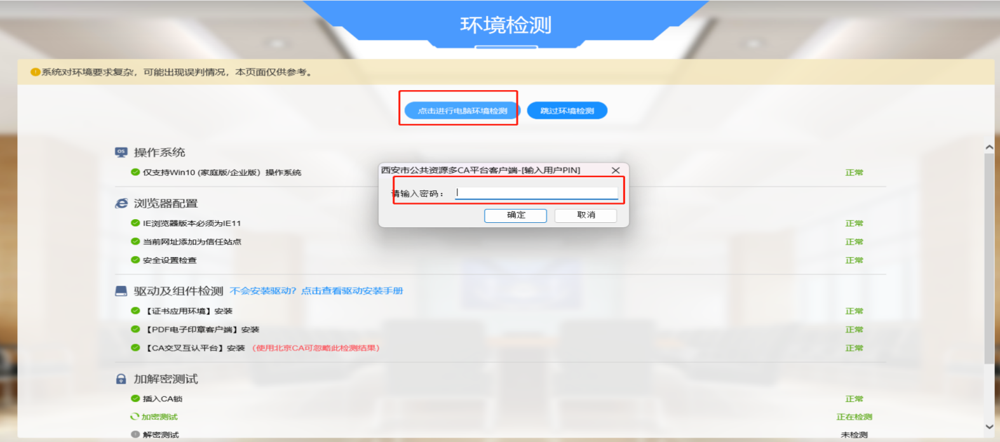 环境检测
系统对环境要求复杂，可能出现误判情况，本页面仅供参考。
点击进行电脑环境检测 跳过环境检测
OS 操作系统
仅支持Win10 (家庭版/企业版）操作系统 正常
西安市公共资源多CA平台客户端-[输入用户PIN]
请输入密码：
确定 取消
浏览器配置
IE浏览器版本必须为IE11 正常
当前网址添加为信任站点 正常
安全设置检查 正常
驱动及组件检测 不会安装驱动？点击查看驱动安装手册
【证书应用环境】安装 正常
【PDF电子印章客户端】安装 正常
【CA交叉互认平台】安装 （使用北京CA可忽略此检测结果） 正常
加解密测试
插入CA锁 正常
加密测试 正在检测
解密测试 未检测